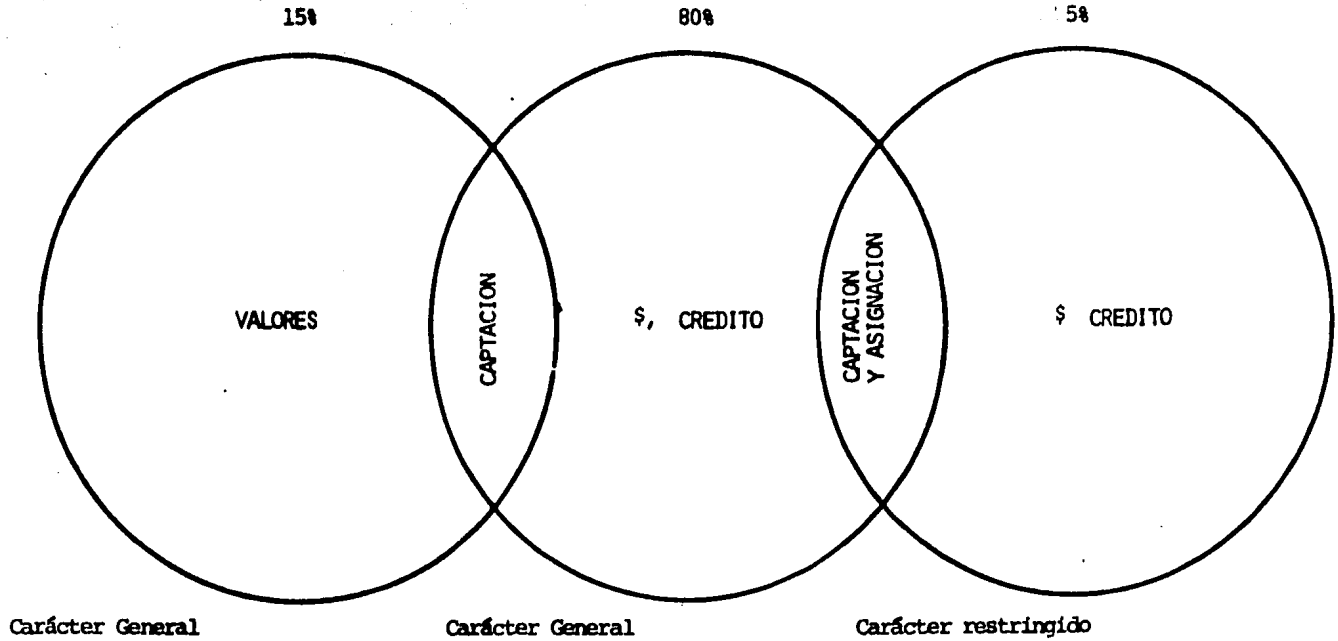 15% 80% 5%
VALORES
CAPTACION
$, CREDITO
CAPTACION
Y ASIGNACION
$ CREDITO
Carácter General Carácter General Carácter restringido